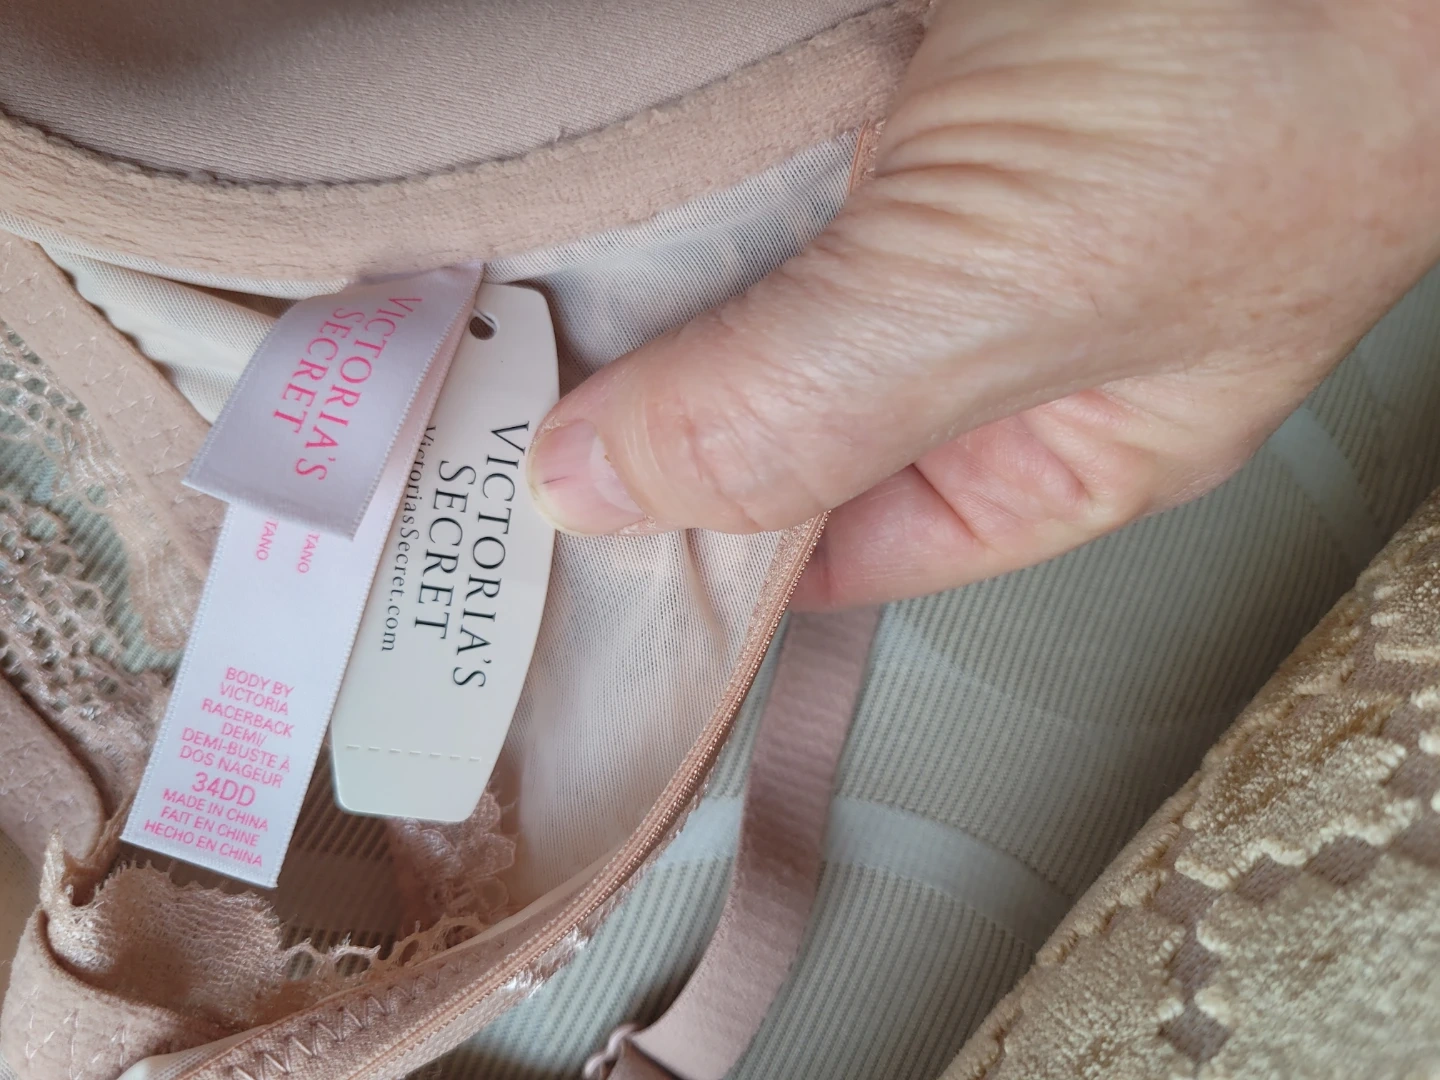 VICTORIA'S
SECRET
TANO
TANO
BODY BY
VICTORIA
RACERBACK
DEMI/
DEMI-BUSTE À
DOS NAGEUR
34DD
MADE IN CHINA
FAIT EN CHINE
HECHO EN CHINA
VICTORIA'S
SECRET
VictoriasSecret.com